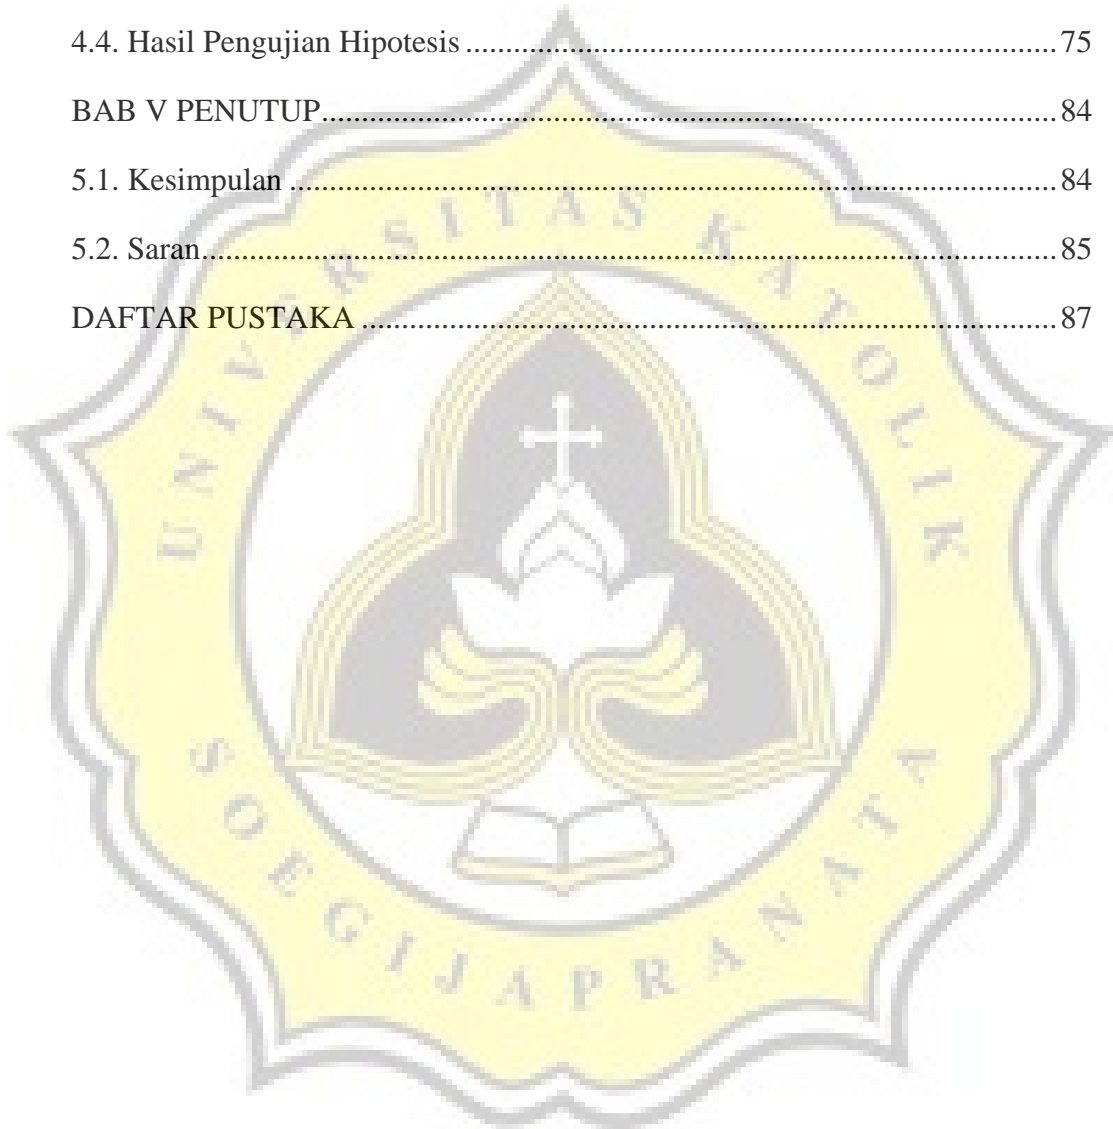 4.4. Hasil Pengujian Hipotesis ........ 75
BAB V PENUTUP ........ 84
5.1. Kesimpulan ........ 84
5.2. Saran ........ 85
DAFTAR PUSTAKA ........ 87
UNIVERSITAS KATOLIK
SOEGIJAPRANATA